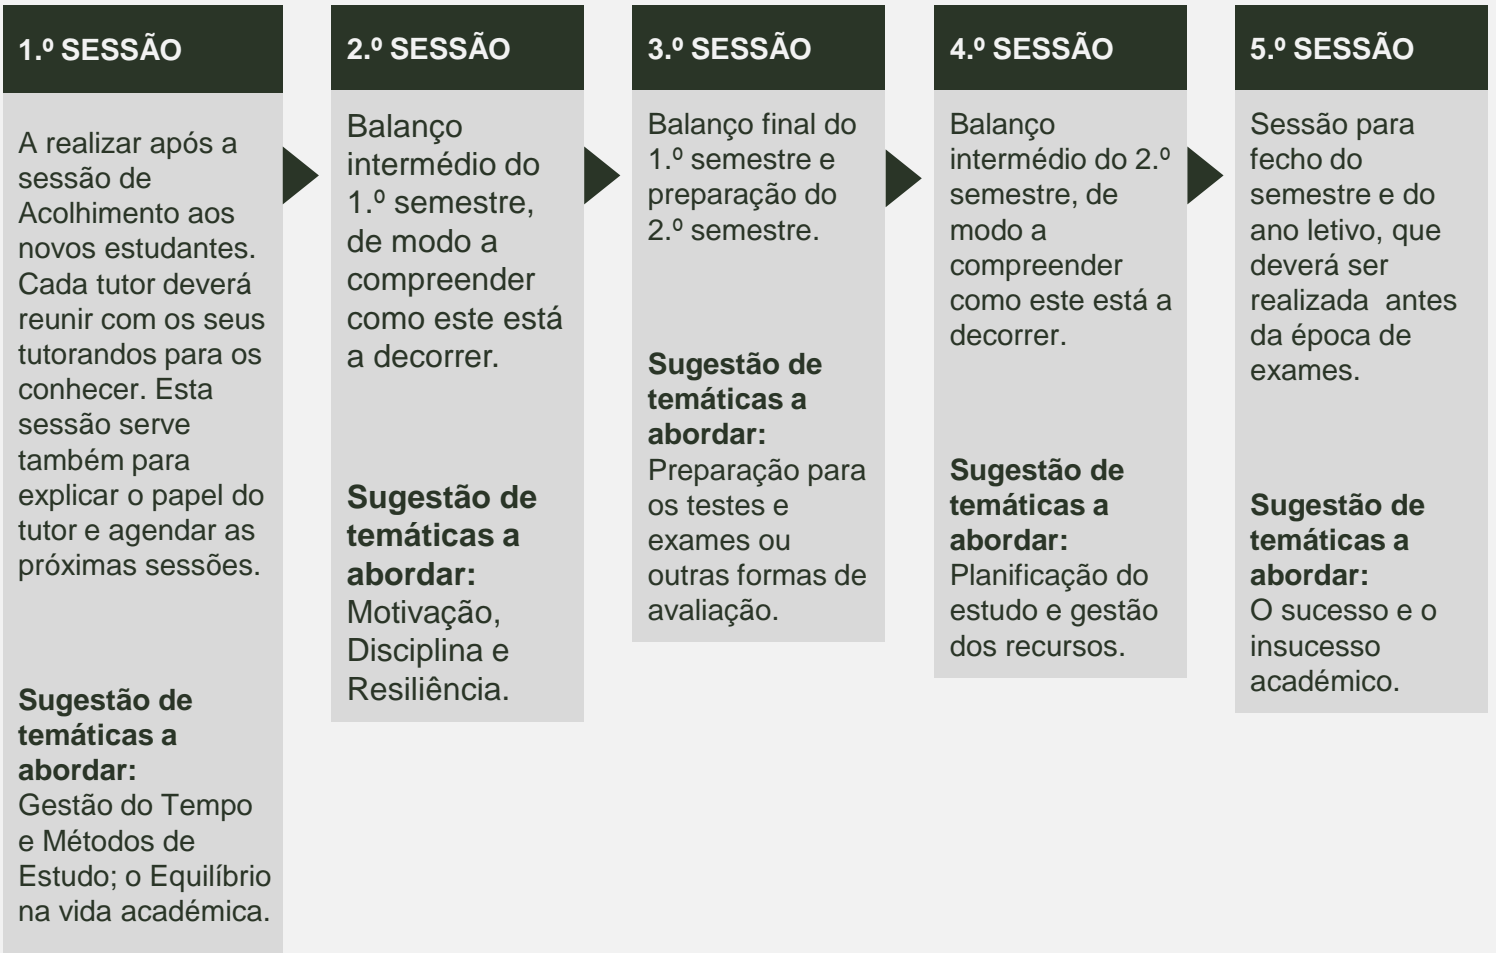 1.º SESSÃO
A realizar após a
sessão de
Acolhimento aos
novos estudantes.
Cada tutor deverá
reunir com os seus
tutorandos para os
conhecer. Esta
sessão serve
também para
explicar o papel do
tutor e agendar as
próximas sessões.
Sugestão de
temáticas a
abordar:
Gestão do Tempo
e Métodos de
Estudo; o Equilíbrio
na vida académica.
2.º SESSÃO
Balanço
intermédio do
1.º semestre,
de modo a
compreender
como este está
a decorrer.
Sugestão de
temáticas a
abordar:
Motivação,
Disciplina e
Resiliência.
3.º SESSÃO
Balanço final do
1.º semestre e
preparação do
2.º semestre.
Sugestão de
temáticas a
abordar:
Preparação para
os testes e
exames ou
outras formas de
avaliação.
4.º SESSÃO
Balanço
intermédio do 2.º
semestre, de
modo a
compreender
como este está a
decorrer.
Sugestão de
temáticas a
abordar:
Planificação do
estudo e gestão
dos recursos.
5.º SESSÃO
Sessão para
fecho do
semestre e do
ano letivo, que
deverá ser
realizada  antes
da época de
exames.
Sugestão de
temáticas a
abordar:
O sucesso e o
insucesso
académico.